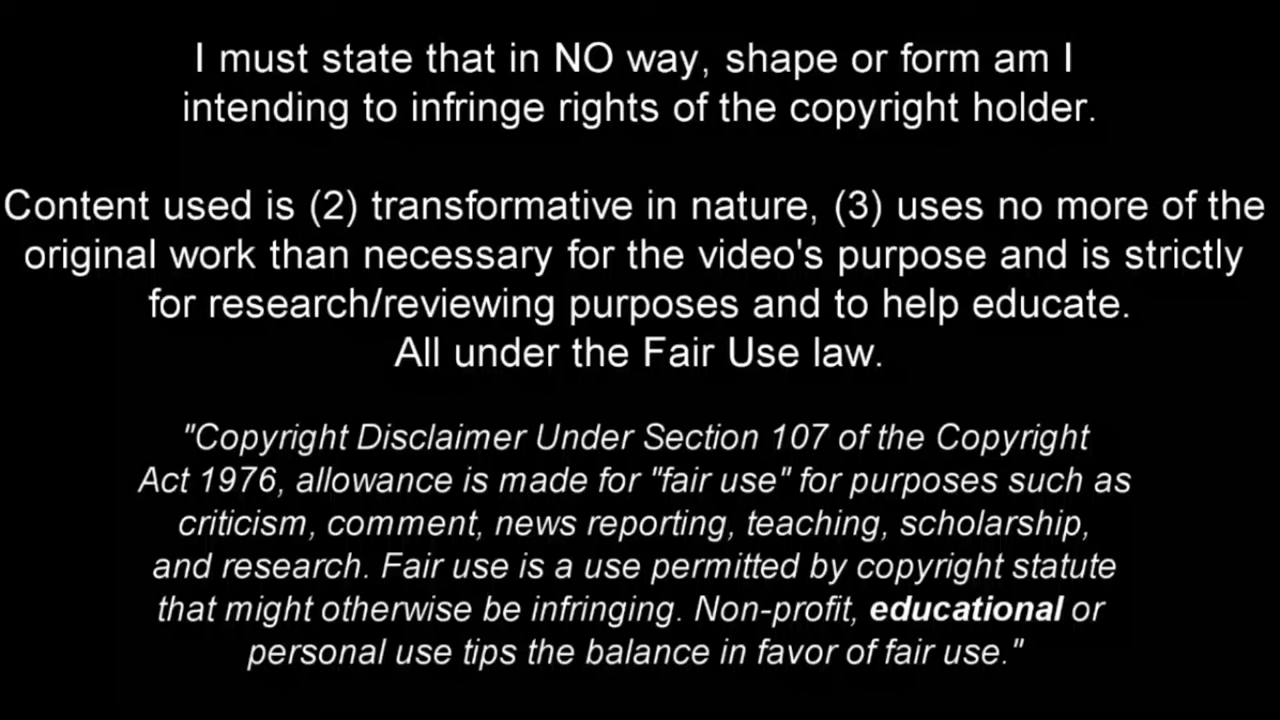 I must state that in NO way, shape or form am I
intending to infringe rights of the copyright holder.
Content used is (2) transformative in nature, (3) uses no more of the
original work than necessary for the video's purpose and is strictly
for research/reviewing purposes and to help educate.
All under the Fair Use law.
"Copyright Disclaimer Under Section 107 of the Copyright
Act 1976, allowance is made for "fair use" for purposes such as
criticism, comment, news reporting, teaching, scholarship,
and research. Fair use is a use permitted by copyright statute
that might otherwise be infringing. Non-profit, educational or
personal use tips the balance in favor of fair use."